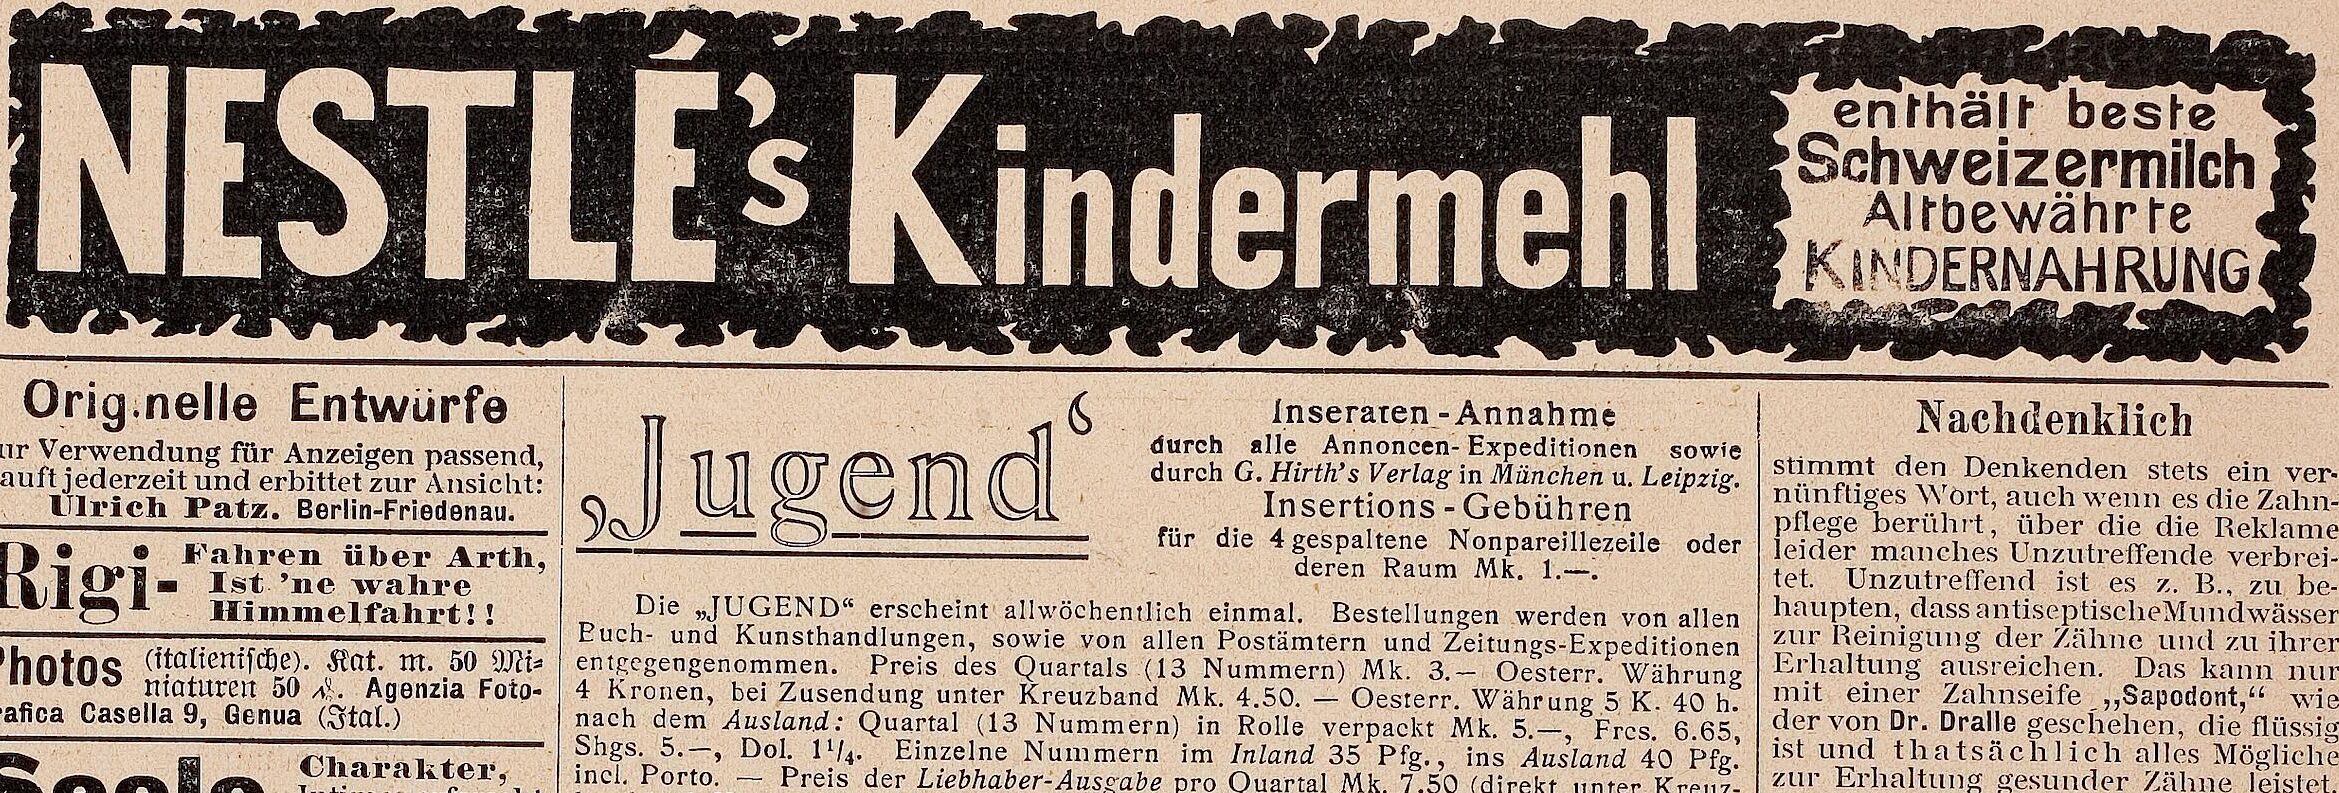 NESTLÉ's Kindermehl
enthält beste
Schweizermilch
Altbewährte
KINDERNAHRUNG
Orig.nelle Entwürfe
ur Verwendung für Anzeigen passend,
auft jederzeit und erbittet zur Ansicht:
Ulrich Patz. Berlin-Friedenau.
Rigi- Fahren über Arth,
Ist 'ne wahre
Himmelfahrt!!
Photos (italienische). Kat. m. 50 Mi-
niaturen 50 ₰. Agenzia Foto-
rafica Casella 9, Genua (Ital.)
Seele Charakter,
‚Jugend‘
Inseraten-Annahme
durch alle Annoncen-Expeditionen sowie
durch G. Hirth's Verlag in München u. Leipzig.
Insertions-Gebühren
für die 4 gespaltene Nonpareillezeile oder
deren Raum Mk. 1.—.
Die „JUGEND“ erscheint allwöchentlich einmal. Bestellungen werden von allen
Buch- und Kunsthandlungen, sowie von allen Postämtern und Zeitungs-Expeditionen
entgegengenommen. Preis des Quartals (13 Nummern) Mk. 3.— Oesterr. Währung
4 Kronen, bei Zusendung unter Kreuzband Mk. 4.50. — Oesterr. Währung 5 K. 40 h.
nach dem Ausland: Quartal (13 Nummern) in Rolle verpackt Mk. 5.—, Frcs. 6.65,
Shgs. 5.—, Dol. 1¹/₄. Einzelne Nummern im Inland 35 Pfg., ins Ausland 40 Pfg.
incl. Porto. — Preis der Liebhaber-Ausgabe pro Quartal Mk. 7.50 (direkt unter Kreuz-
Nachdenklich
stimmt den Denkenden stets ein ver-
nünftiges Wort, auch wenn es die Zahn-
pflege berührt, über die die Reklame
leider manches Unzutreffende verbrei-
tet. Unzutreffend ist es z. B., zu be-
haupten, dass antiseptische Mundwässer
zur Reinigung der Zähne und zu ihrer
Erhaltung ausreichen. Das kann nur
mit einer Zahnseife „Sapodont,“ wie
der von Dr. Dralle geschehen, die flüssig
ist und thatsächlich alles Mögliche
zur Erhaltung gesunder Zähne leistet.